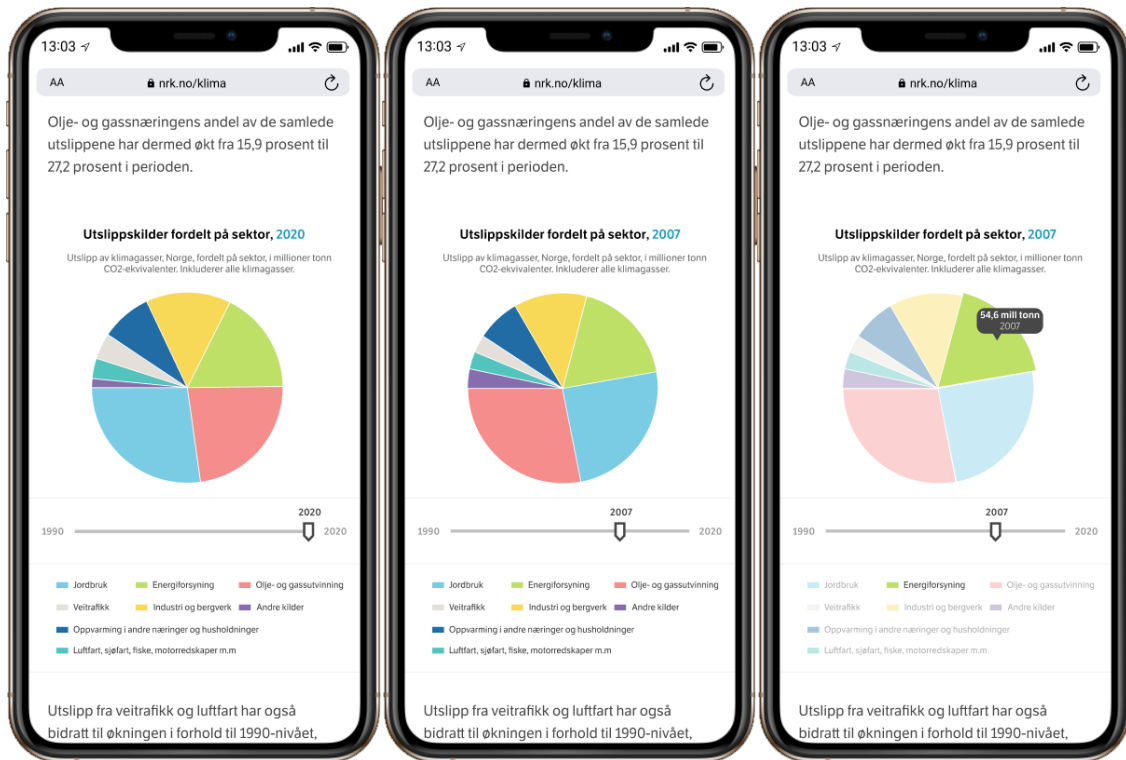 13:03
AA
nrk.no/klima
Olje- og gassnæringens andel av de samlede
utslippene har dermed økt fra 15,9 prosent til
27,2 prosent i perioden.
Utslippskilder fordelt på sektor, 2020
Utslipp av klimagasser, Norge, fordelt på sektor, i millioner tonn
CO2-ekvivalenter. Inkluderer alle klimagasser.
2020
1990 2020
Jordbruk Energiforsyning Olje- og gassutvinning
Veitrafikk Industri og bergverk Andre kilder
Oppvarming i andre næringer og husholdninger
Luftfart, sjøfart, fiske, motorredskaper m.m
Utslipp fra veitrafikk og luftfart har også
bidratt til økningen i forhold til 1990-nivået,
13:03
AA
nrk.no/klima
Olje- og gassnæringens andel av de samlede
utslippene har dermed økt fra 15,9 prosent til
27,2 prosent i perioden.
Utslippskilder fordelt på sektor, 2007
Utslipp av klimagasser, Norge, fordelt på sektor, i millioner tonn
CO2-ekvivalenter. Inkluderer alle klimagasser.
2007
1990 2020
Jordbruk Energiforsyning Olje- og gassutvinning
Veitrafikk Industri og bergverk Andre kilder
Oppvarming i andre næringer og husholdninger
Luftfart, sjøfart, fiske, motorredskaper m.m
Utslipp fra veitrafikk og luftfart har også
bidratt til økningen i forhold til 1990-nivået,
13:03
AA
nrk.no/klima
Olje- og gassnæringens andel av de samlede
utslippene har dermed økt fra 15,9 prosent til
27,2 prosent i perioden.
Utslippskilder fordelt på sektor, 2007
Utslipp av klimagasser, Norge, fordelt på sektor, i millioner tonn
CO2-ekvivalenter. Inkluderer alle klimagasser.
54,6 mill tonn
2007
2007
1990 2020
Jordbruk Energiforsyning Olje- og gassutvinning
Veitrafikk Industri og bergverk Andre kilder
Oppvarming i andre næringer og husholdninger
Luftfart, sjøfart, fiske, motorredskaper m.m
Utslipp fra veitrafikk og luftfart har også
bidratt til økningen i forhold til 1990-nivået,